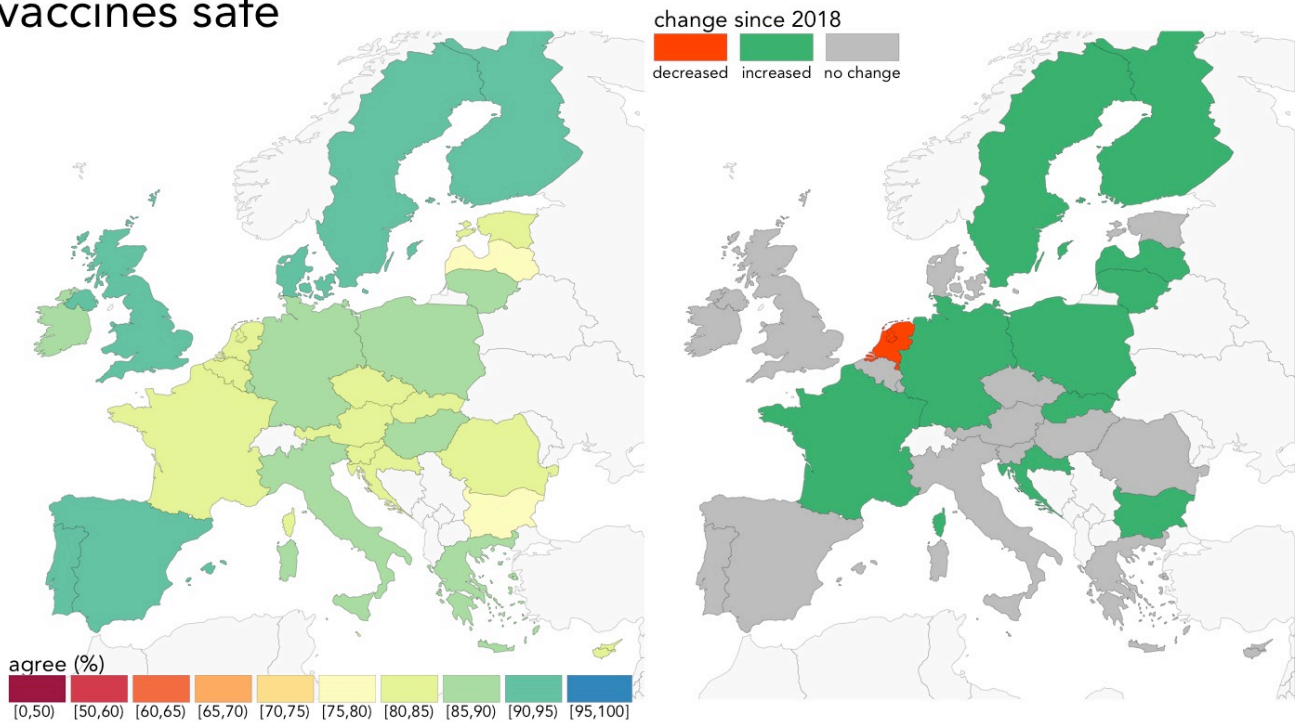 vaccines safe
change since 2018
decreased increased no change
agree (%)
[0,50) [50,60) [60,65) [65,70) [70,75) [75,80) [80,85) [85,90) [90,95) [95,100]